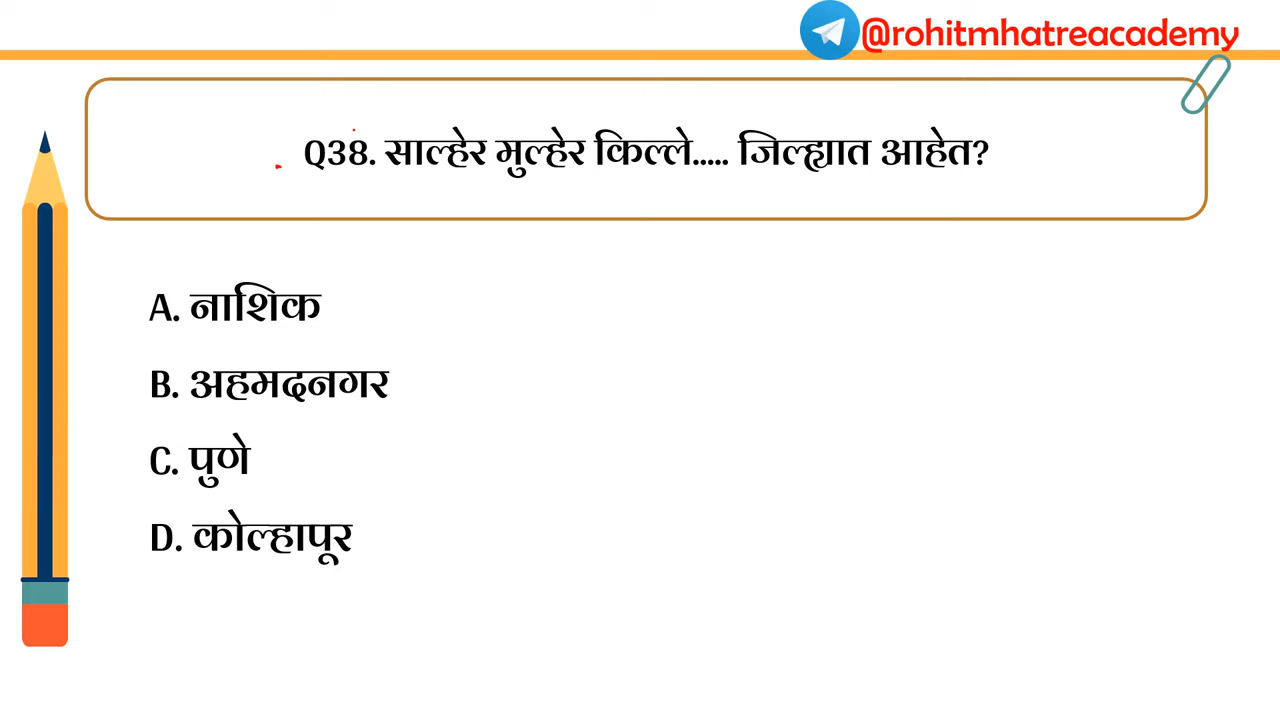 @rohitmhatreacademy
Q38. साल्हेर मुल्हेर किल्ले..... जिल्ह्यात आहेत?
A. नाशिक
B. अहमदनगर
C. पुणे
D. कोल्हापूर